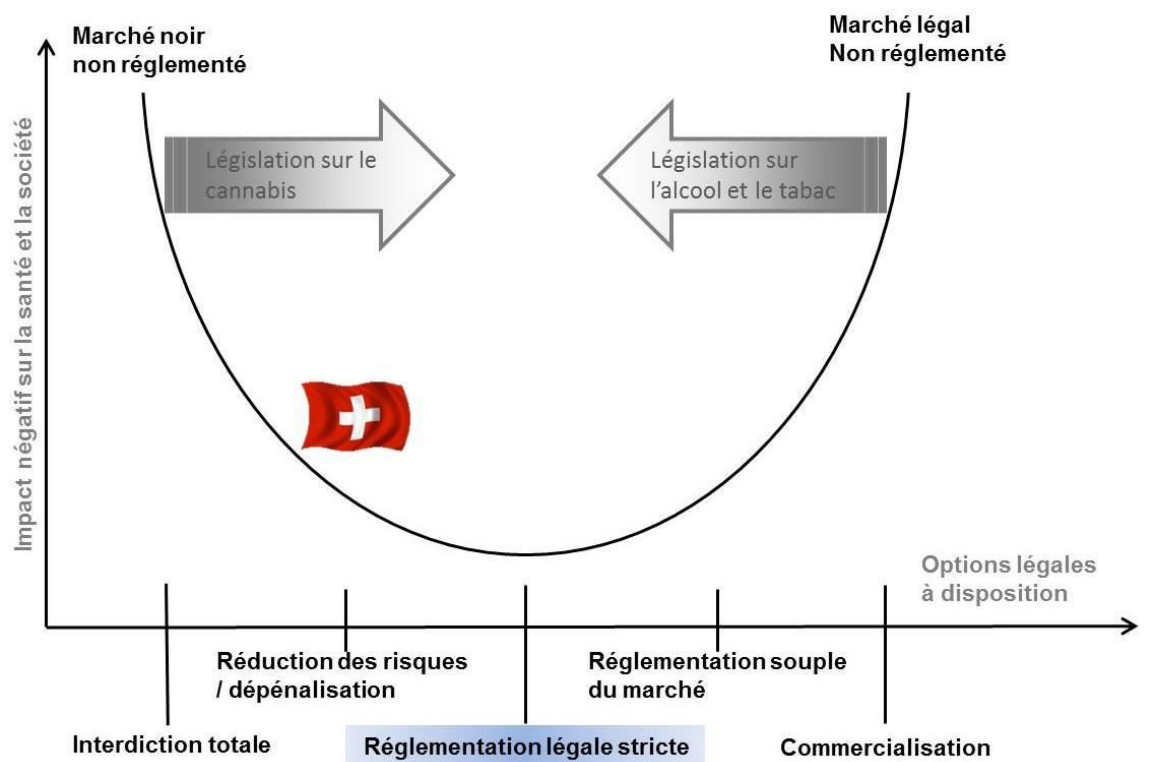 Marché noir
non réglementé
Marché légal
Non réglementé
Impact négatif sur la santé et la société
Législation sur le
cannabis
Législation sur
l'alcool et le tabac
Options légales
à disposition
Réduction des risques
/ dépénalisation
Réglementation souple
du marché
Interdiction totale
Réglementation légale stricte
Commercialisation